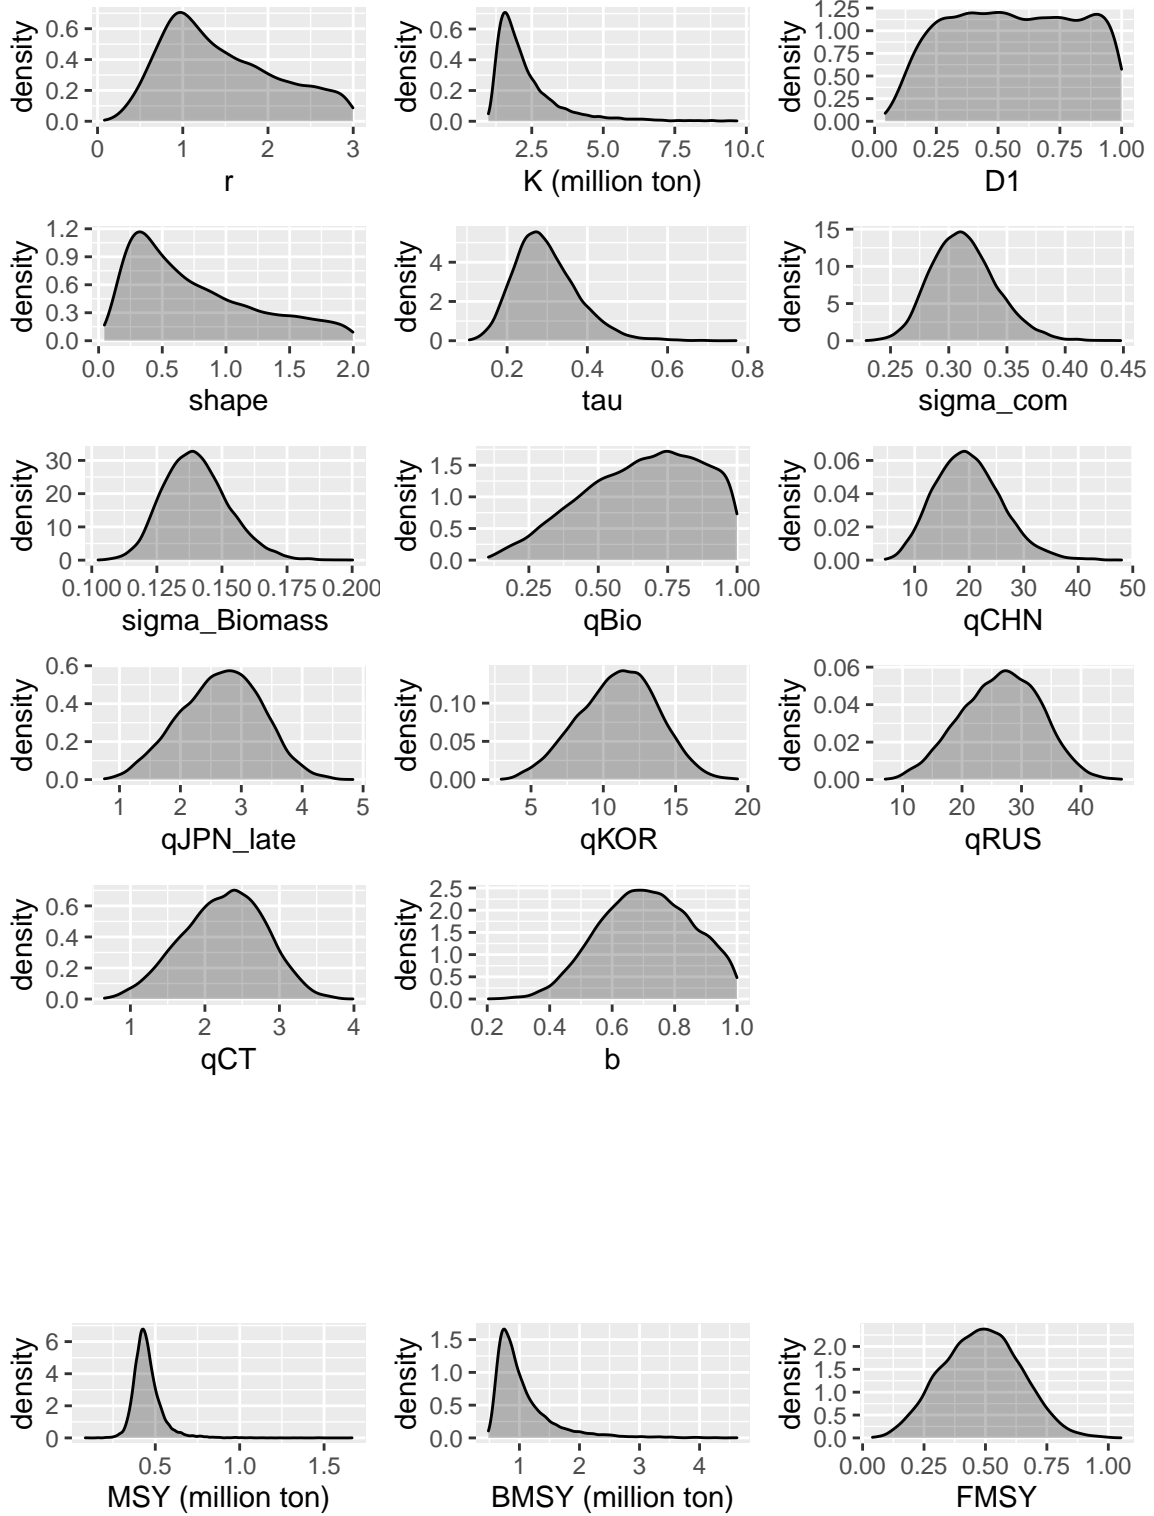 density
0.6
0.4
0.2
0.0
0 1 2 3
r
density
0.6
0.4
0.2
0.0
2.5 5.0 7.5 10.0
K (million ton)
density
1.25
1.00
0.75
0.50
0.25
0.00
0.00 0.25 0.50 0.75 1.00
D1
density
1.2
0.9
0.6
0.3
0.0
0.0 0.5 1.0 1.5 2.0
shape
density
4
2
0
0.2 0.4 0.6 0.8
tau
density
15
10
5
0
0.25 0.30 0.35 0.40 0.45
sigma_com
density
30
20
10
0
0.100 0.125 0.150 0.175 0.200
sigma_Biomass
density
1.5
1.0
0.5
0.0
0.25 0.50 0.75 1.00
qBio
density
0.06
0.04
0.02
0.00
10 20 30 40 50
qCHN
density
0.6
0.4
0.2
0.0
1 2 3 4 5
qJPN_late
density
0.10
0.05
0.00
5 10 15 20
qKOR
density
0.06
0.04
0.02
0.00
10 20 30 40
qRUS
density
0.6
0.4
0.2
0.0
1 2 3 4
qCT
density
2.5
2.0
1.5
1.0
0.5
0.0
0.2 0.4 0.6 0.8 1.0
b
density
6
4
2
0
0.5 1.0 1.5
MSY (million ton)
density
1.5
1.0
0.5
0.0
1 2 3 4
BMSY (million ton)
density
2.0
1.5
1.0
0.5
0.0
0.00 0.25 0.50 0.75 1.00
FMSY